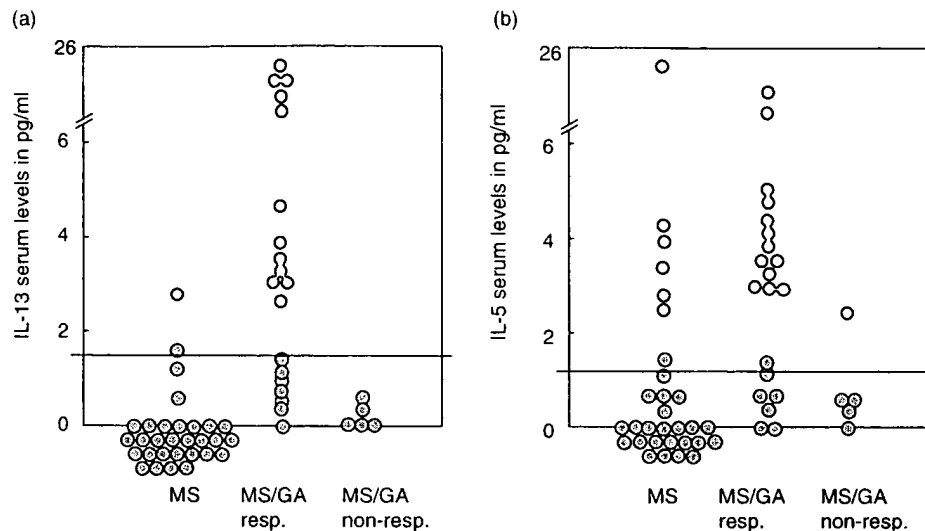 (a)
IL-13 serum levels in pg/ml
26
6
4
2
0
MS
MS/GA
resp.
MS/GA
non-resp.
(b)
IL-5 serum levels in pg/ml
26
6
4
2
0
MS
MS/GA
resp.
MS/GA
non-resp.